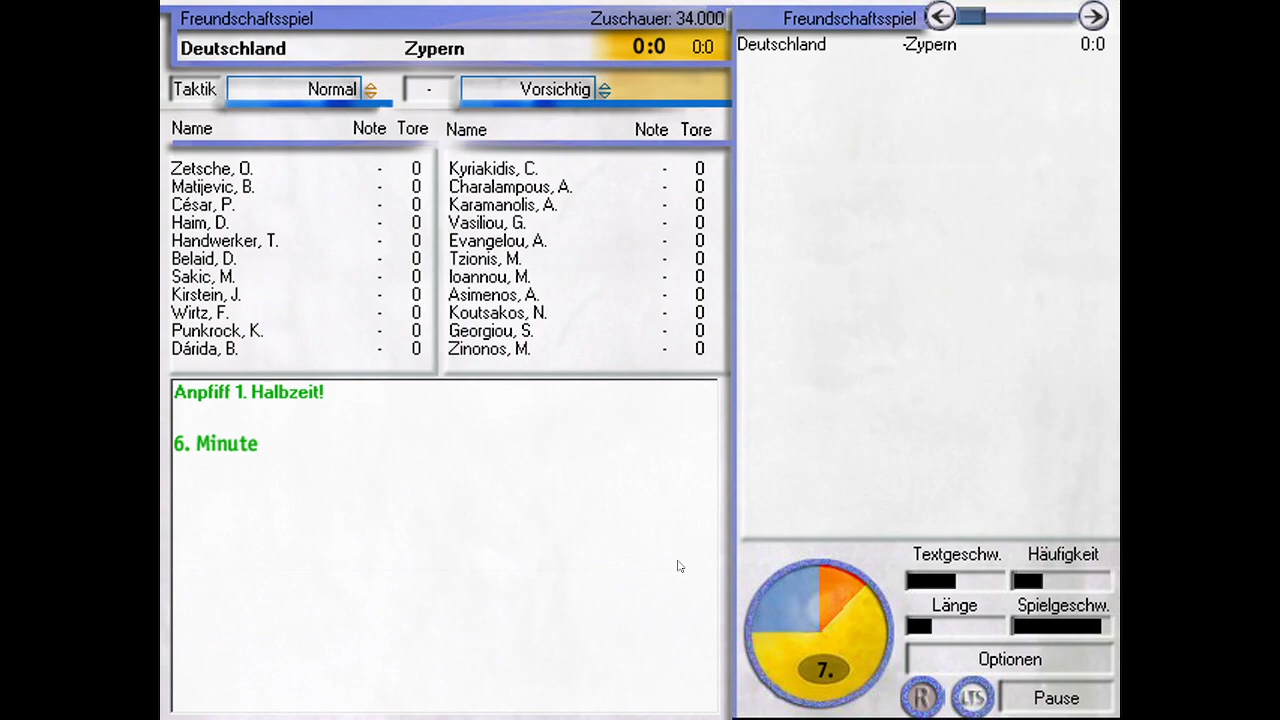 Freundschaftsspiel Zuschauer: 34.000
Deutschland Zypern 0:0 0:0
Taktik Normal - Vorsichtig
Name Note Tore Name Note Tore
Zetsche, O. - 0 Kyriakidis, C. - 0
Matijevic, B. - 0 Charalampous, A. - 0
César, P. - 0 Karamanolis, A. - 0
Haim, D. - 0 Vasiliou, G. - 0
Handwerker, T. - 0 Evangelou, A. - 0
Belaid, D. - 0 Tzionis, M. - 0
Sakic, M. - 0 Ioannou, M. - 0
Kirstein, J. - 0 Asimenos, A. - 0
Wirtz, F. - 0 Koutsakos, N. - 0
Punkrock, K. - 0 Georgiou, S. - 0
Dárida, B. - 0 Zinonos, M. - 0
Anpfiff 1. Halbzeit!
6. Minute
Freundschaftsspiel
Deutschland -Zypern 0:0
Textgeschw. Häufigkeit
Länge Spielgeschw.
7.
Optionen
R LTS Pause